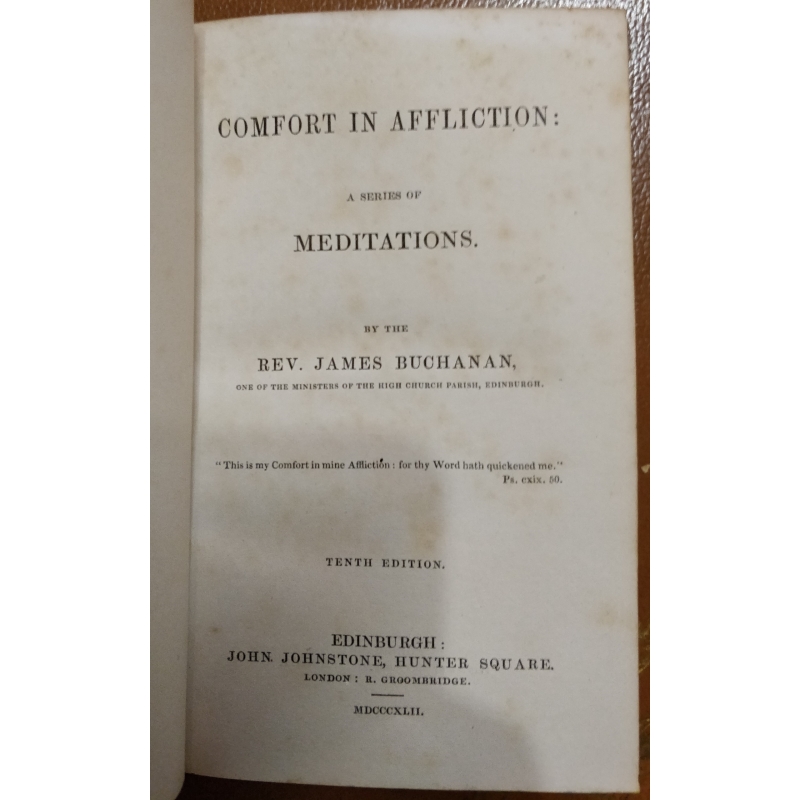 COMFORT IN AFFLICTION:
A SERIES OF
MEDITATIONS.
BY THE
REV. JAMES BUCHANAN,
ONE OF THE MINISTERS OF THE HIGH CHURCH PARISH, EDINBURGH.
"This is my Comfort in mine Affliction: for thy Word hath quickened me."
Ps. cxix. 50.
TENTH EDITION.
EDINBURGH:
JOHN JOHNSTONE, HUNTER SQUARE.
LONDON: R. GROOMBRIDGE.
MDCCCXLII.